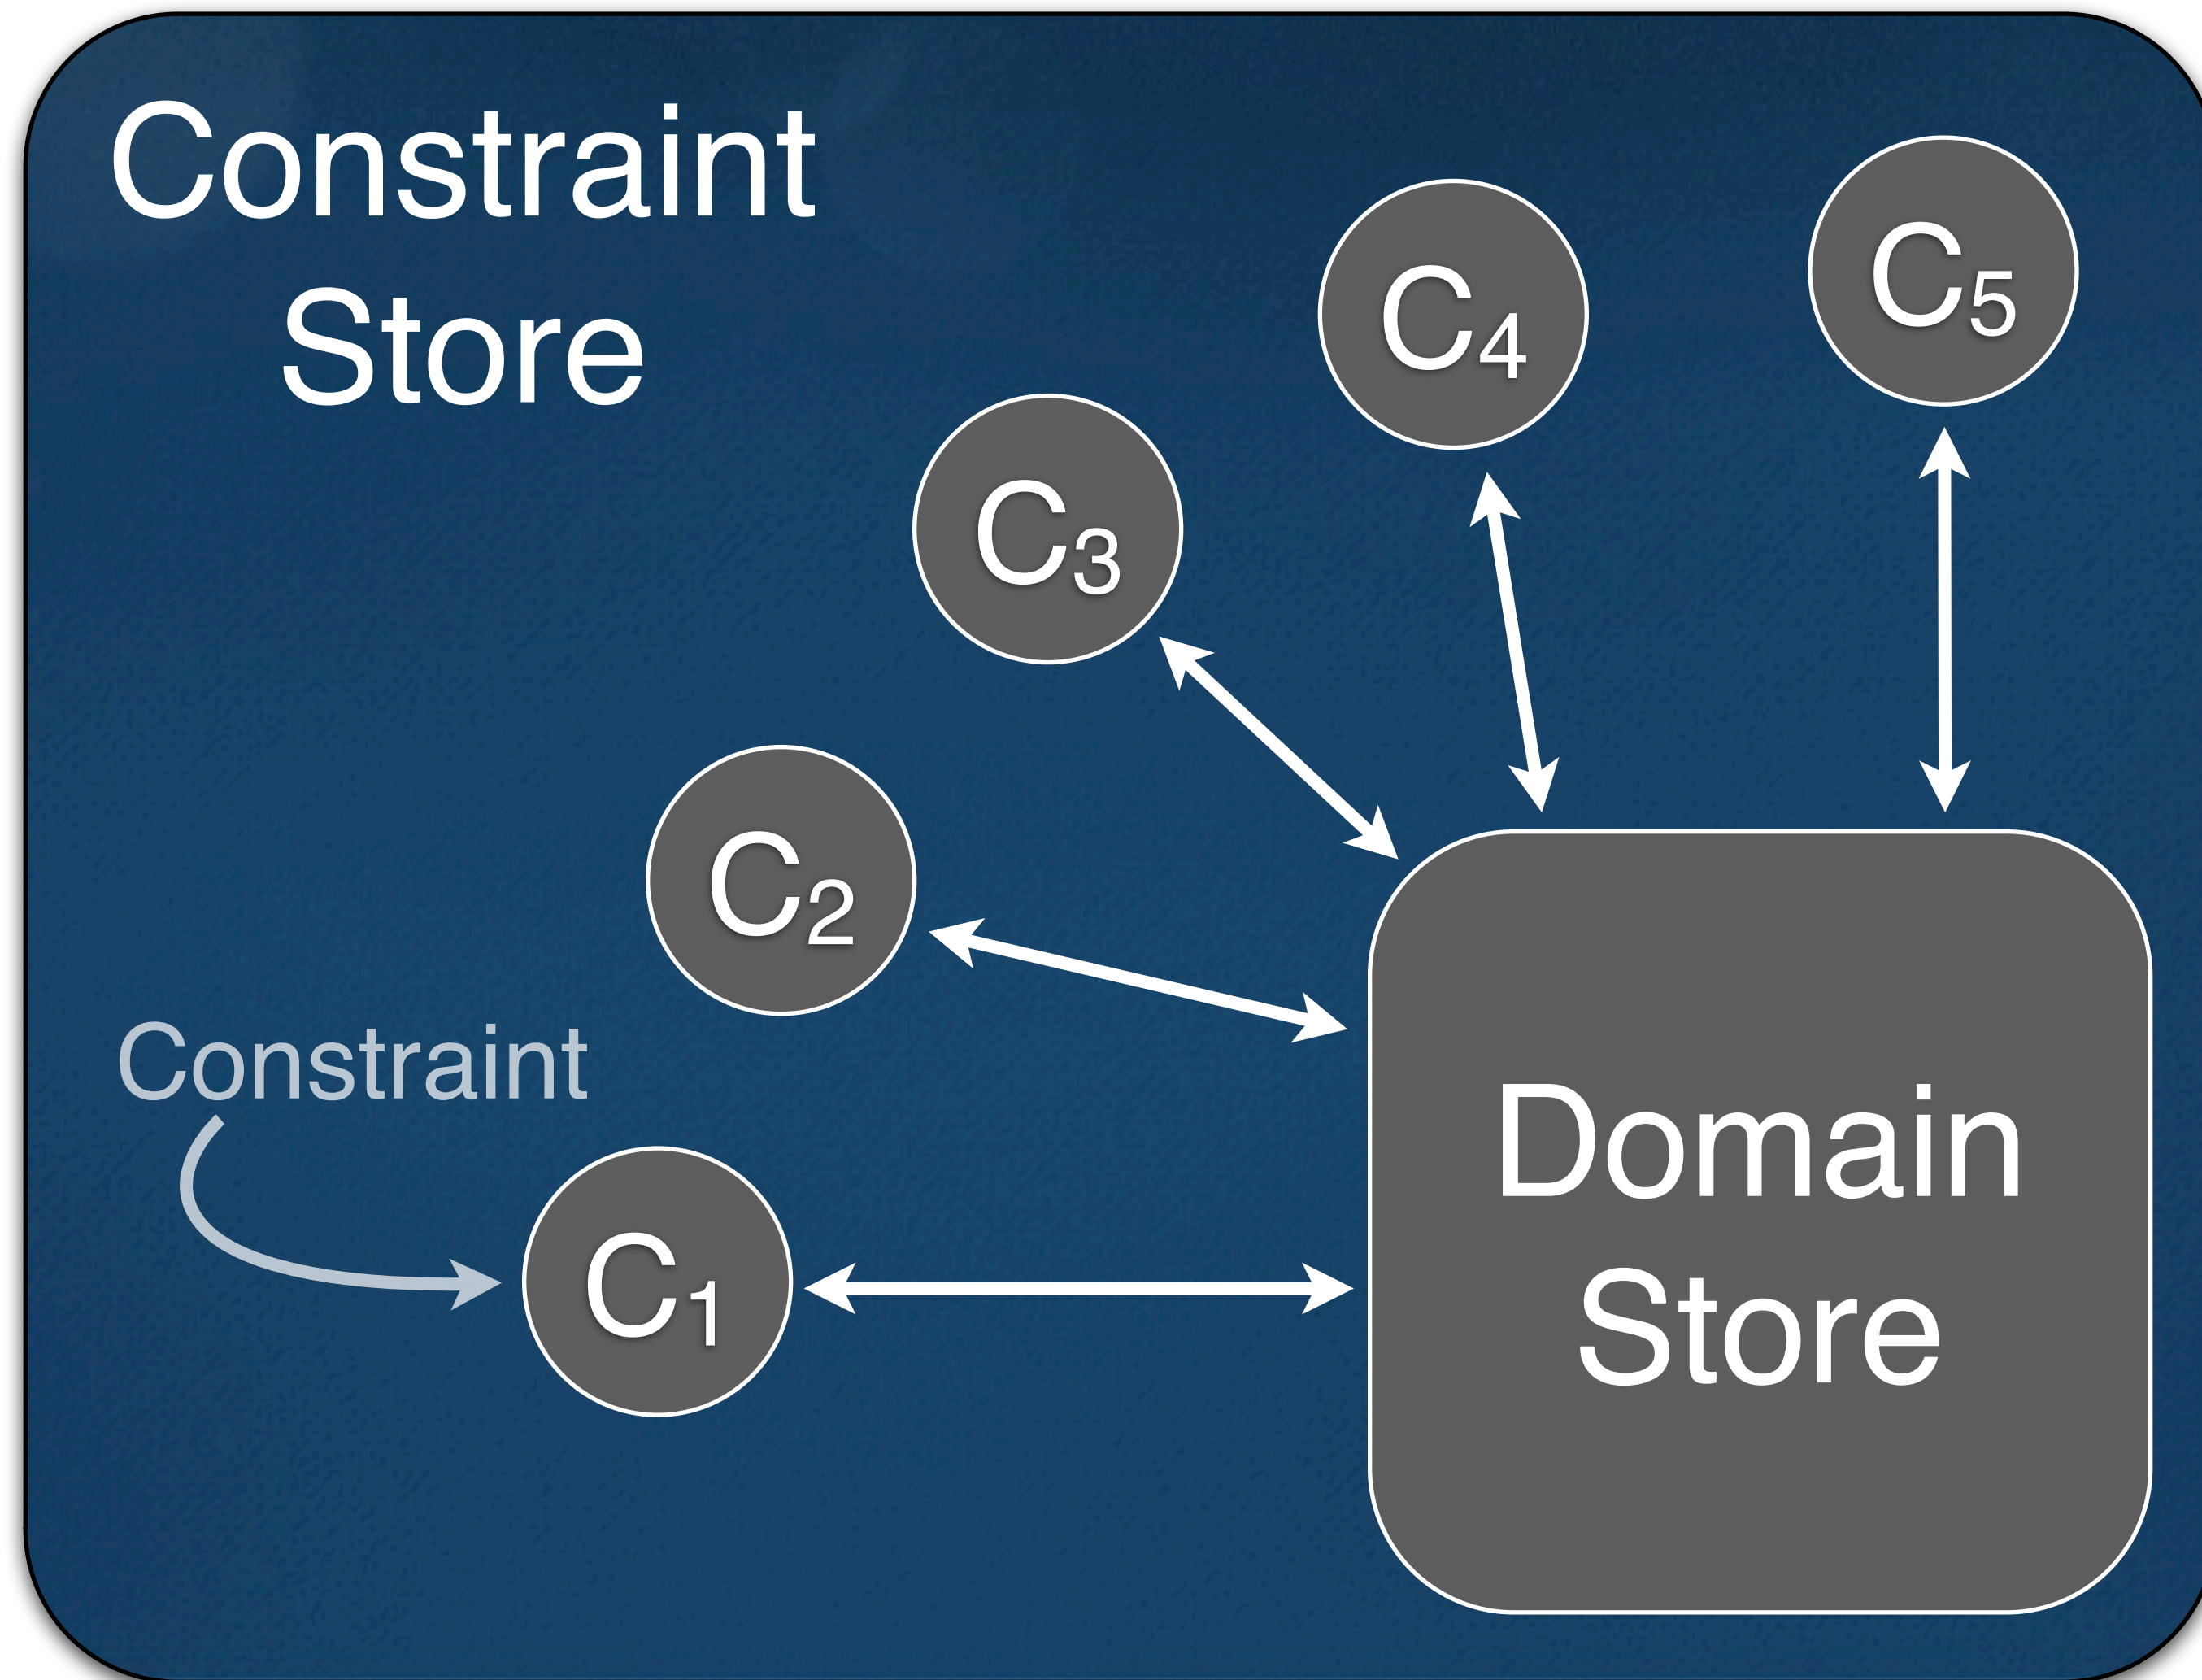 Constraint
Store
C₄
C₅
C₃
C₂
Constraint
C₁
Domain
Store